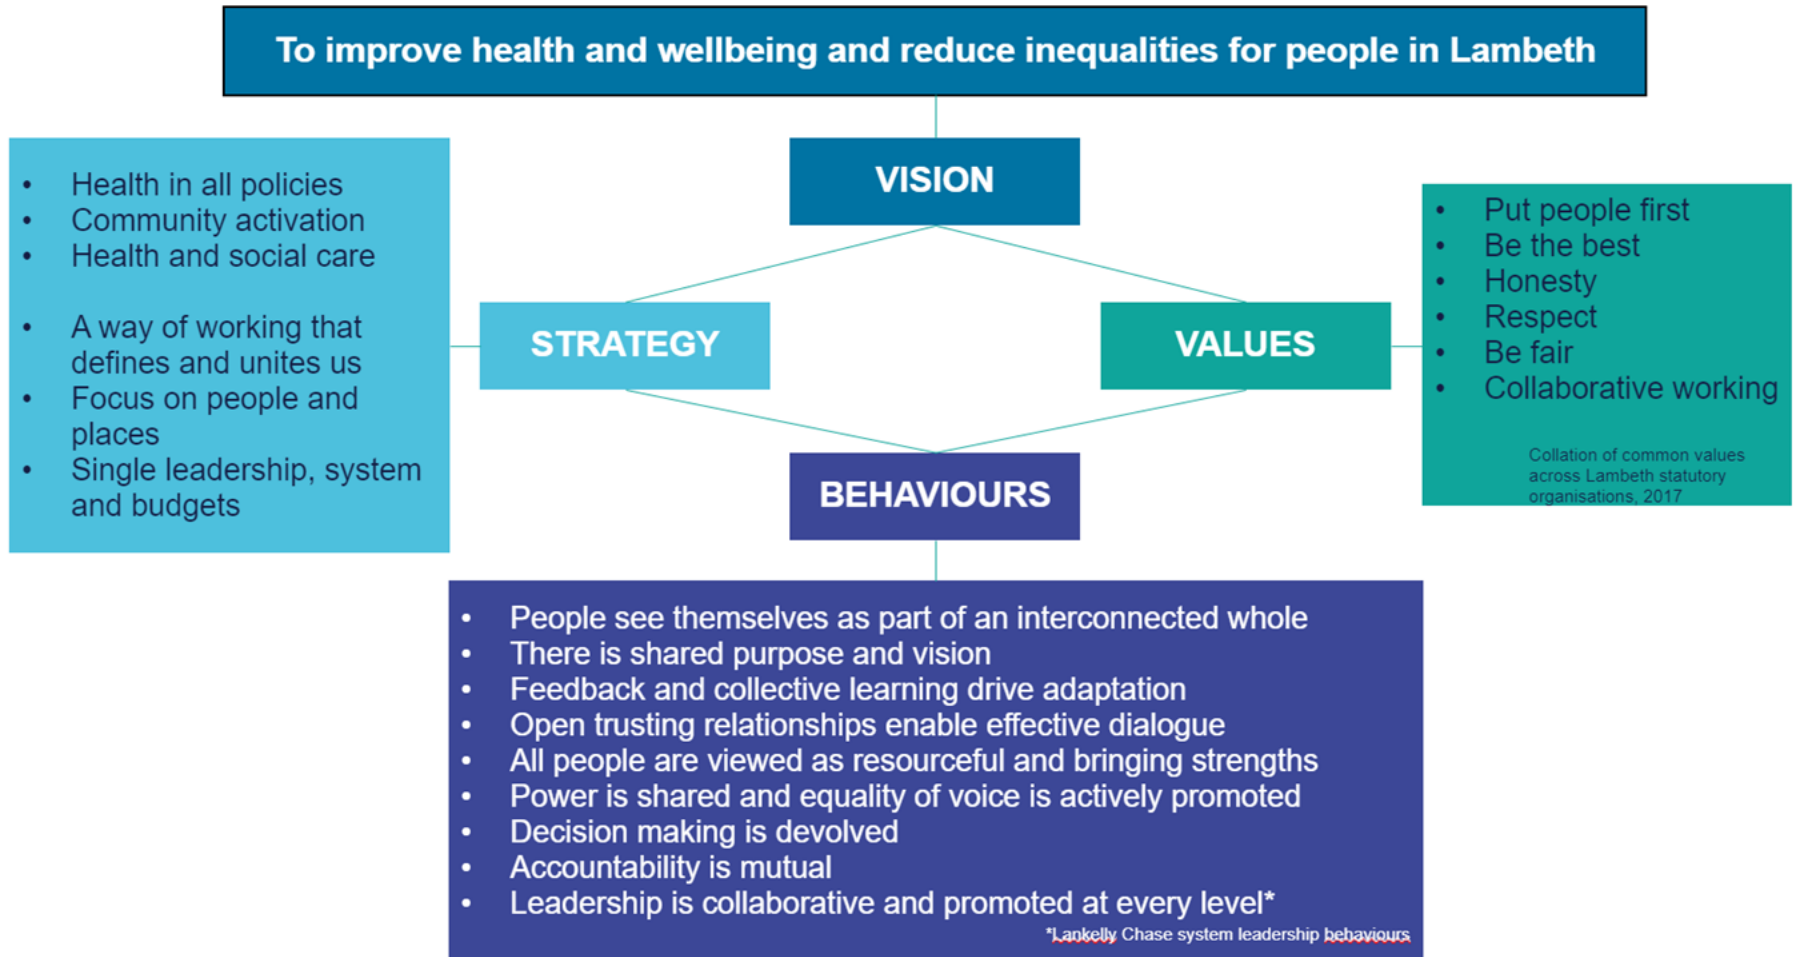 To improve health and wellbeing and reduce inequalities for people in Lambeth
VISION
• Health in all policies
• Community activation
• Health and social care
• A way of working that
defines and unites us
• Focus on people and
places
• Single leadership, system
and budgets
STRATEGY
VALUES
• Put people first
• Be the best
• Honesty
• Respect
• Be fair
• Collaborative working
Collation of common values
across Lambeth statutory
organisations, 2017
BEHAVIOURS
• People see themselves as part of an interconnected whole
• There is shared purpose and vision
• Feedback and collective learning drive adaptation
• Open trusting relationships enable effective dialogue
• All people are viewed as resourceful and bringing strengths
• Power is shared and equality of voice is actively promoted
• Decision making is devolved
• Accountability is mutual
• Leadership is collaborative and promoted at every level*
*Lankelly Chase system leadership behaviours